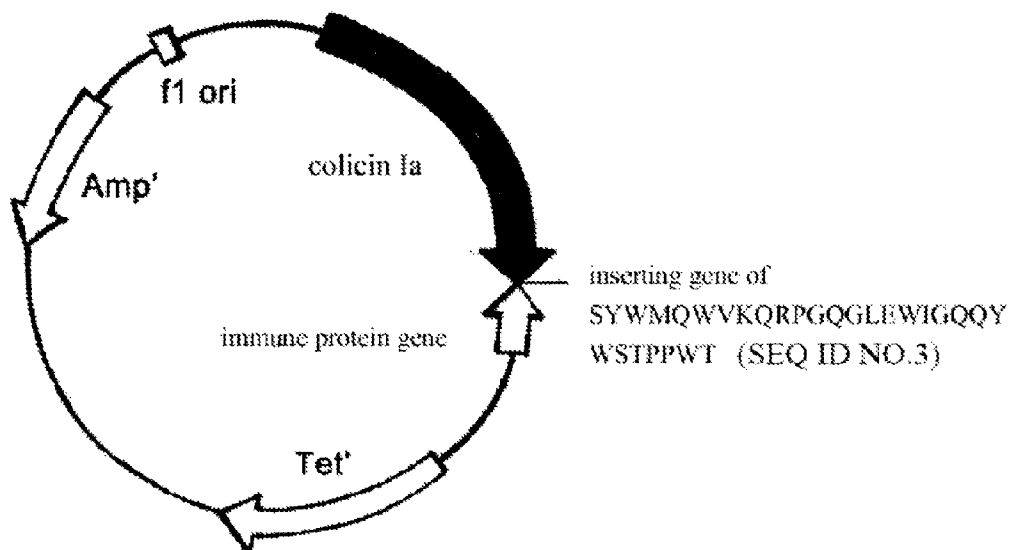 f1 ori
Amp'
colicin Ia
inserting gene of
SYWMQWVKQRPGQGLEWIGQQY
WSTPPWT (SEQ ID NO.3)
immune protein gene
Tet'